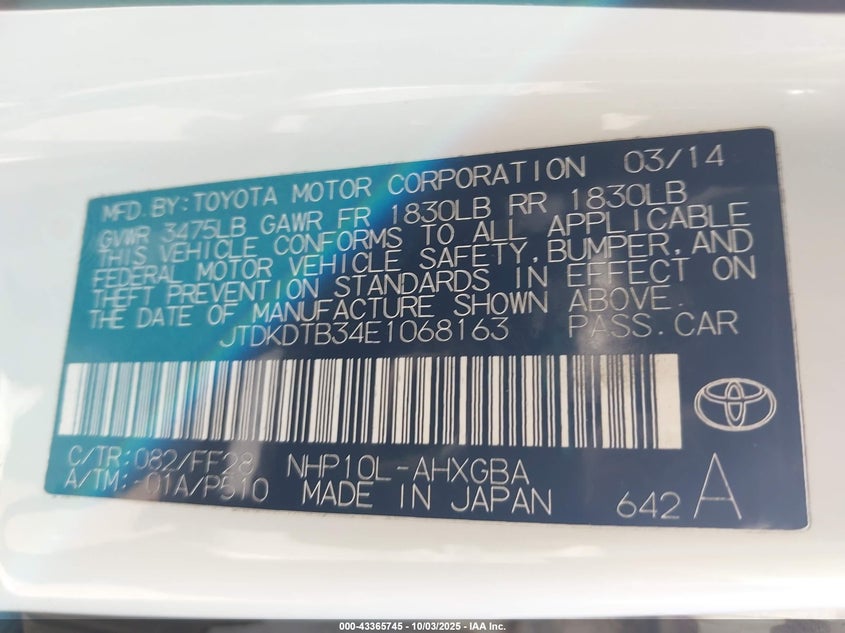 MFD.BY:TOYOTA MOTOR CORPORATION 03/14
GVWR 3475LB GAWR FR 1830LB RR 1830LB
THIS VEHICLE CONFORMS TO ALL APPLICABLE
FEDERAL MOTOR VEHICLE SAFETY,BUMPER,AND
THEFT PREVENTION STANDARDS IN EFFECT ON
THE DATE OF MANUFACTURE SHOWN ABOVE.
JTDKDTB34E1068163 PASS.CAR
C/TR:082/FF28 NHP10L-AHXGBA
A/TM:-01A/P510 MADE IN JAPAN 642 A
000-43365745 - 10/03/2025 - IAA Inc.